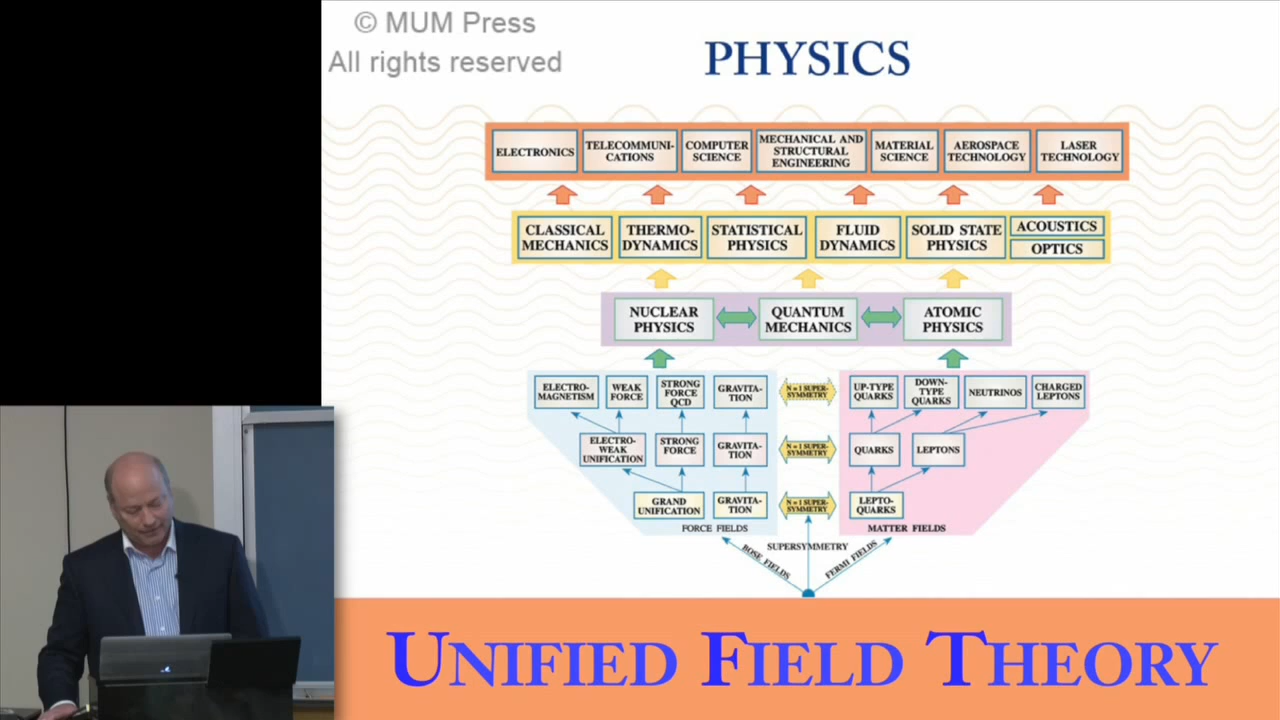 © MUM Press
All rights reserved
PHYSICS
ELECTRONICS
TELECOMMUNI-
CATIONS
COMPUTER
SCIENCE
MECHANICAL AND
STRUCTURAL
ENGINEERING
MATERIAL
SCIENCE
AEROSPACE
TECHNOLOGY
LASER
TECHNOLOGY
CLASSICAL
MECHANICS
THERMO-
DYNAMICS
STATISTICAL
PHYSICS
FLUID
DYNAMICS
SOLID STATE
PHYSICS
ACOUSTICS
OPTICS
NUCLEAR
PHYSICS
QUANTUM
MECHANICS
ATOMIC
PHYSICS
ELECTRO-
MAGNETISM
WEAK
FORCE
STRONG
FORCE
QCD
GRAVITA-
TION
N = 1 SUPER-
SYMMETRY
UP-TYPE
QUARKS
DOWN-
TYPE
QUARKS
NEUTRINOS
CHARGED
LEPTONS
ELECTRO-
WEAK
UNIFICATION
STRONG
FORCE
GRAVITA-
TION
N = 1 SUPER-
SYMMETRY
QUARKS
LEPTONS
GRAND
UNIFICATION
GRAVITA-
TION
N = 1 SUPER-
SYMMETRY
LEPTO-
QUARKS
FORCE FIELDS
MATTER FIELDS
SUPERSYMMETRY
BOSE FIELDS
FERMI FIELDS
UNIFIED FIELD THEORY